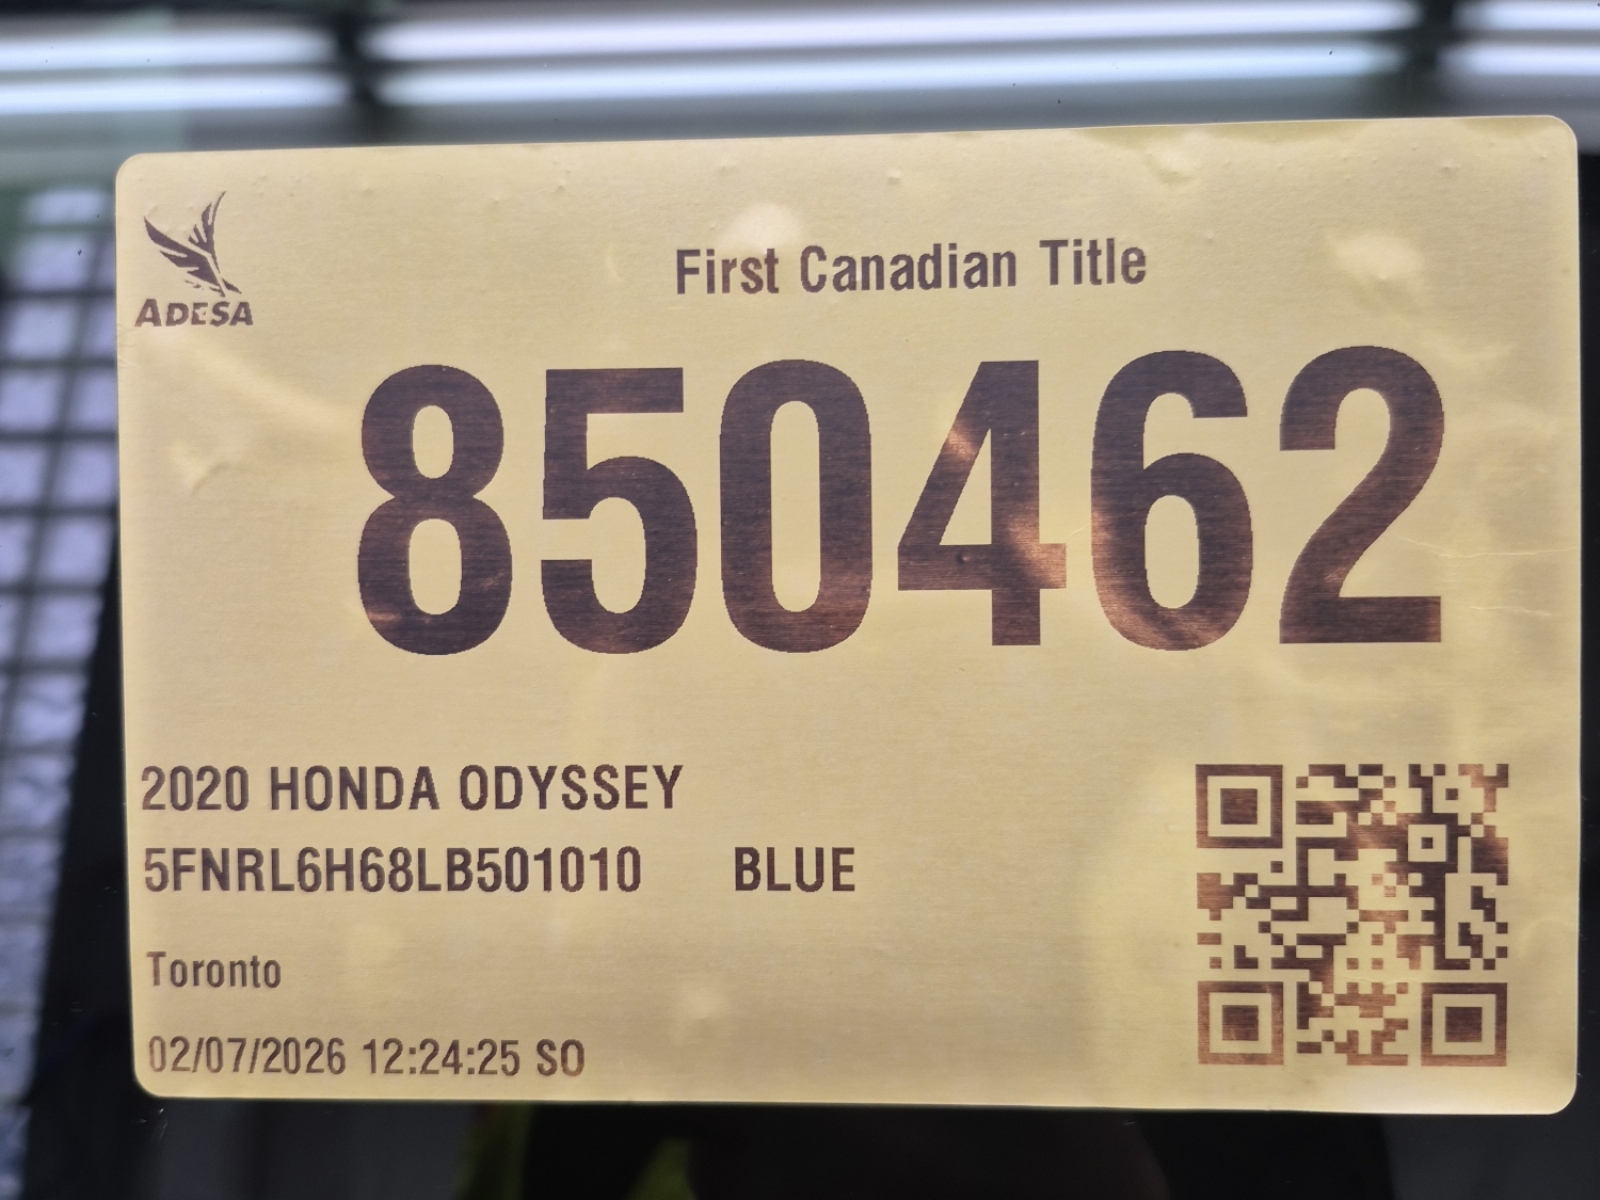 ADESA
First Canadian Title
850462
2020 HONDA ODYSSEY
5FNRL6H68LB501010 BLUE
Toronto
02/07/2026 12:24:25 SO